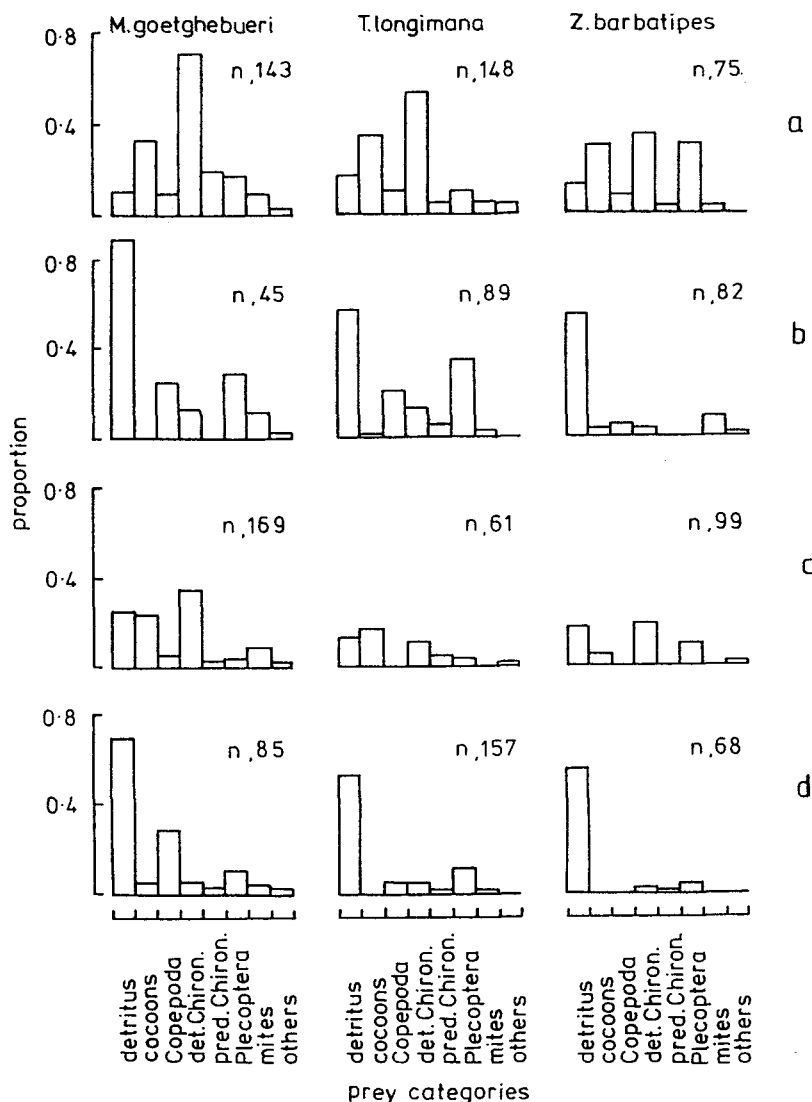 M.goetghebueri T.longimana Z.barbatipes
0·8
0·4
n,143 n,148 n,75
a
0·8
0·4
n,45 n,89 n,82
b
proportion
0·8
0·4
n,169 n,61 n,99
c
0·8
0·4
n,85 n,157 n,68
d
detritus
cocoons
Copepoda
det.Chiron.
pred.Chiron.
Plecoptera
mites
others
detritus
cocoons
Copepoda
det.Chiron.
pred.Chiron.
Plecoptera
mites
others
detritus
cocoons
Copepoda
det.Chiron.
pred.Chiron.
Plecoptera
mites
others
prey categories